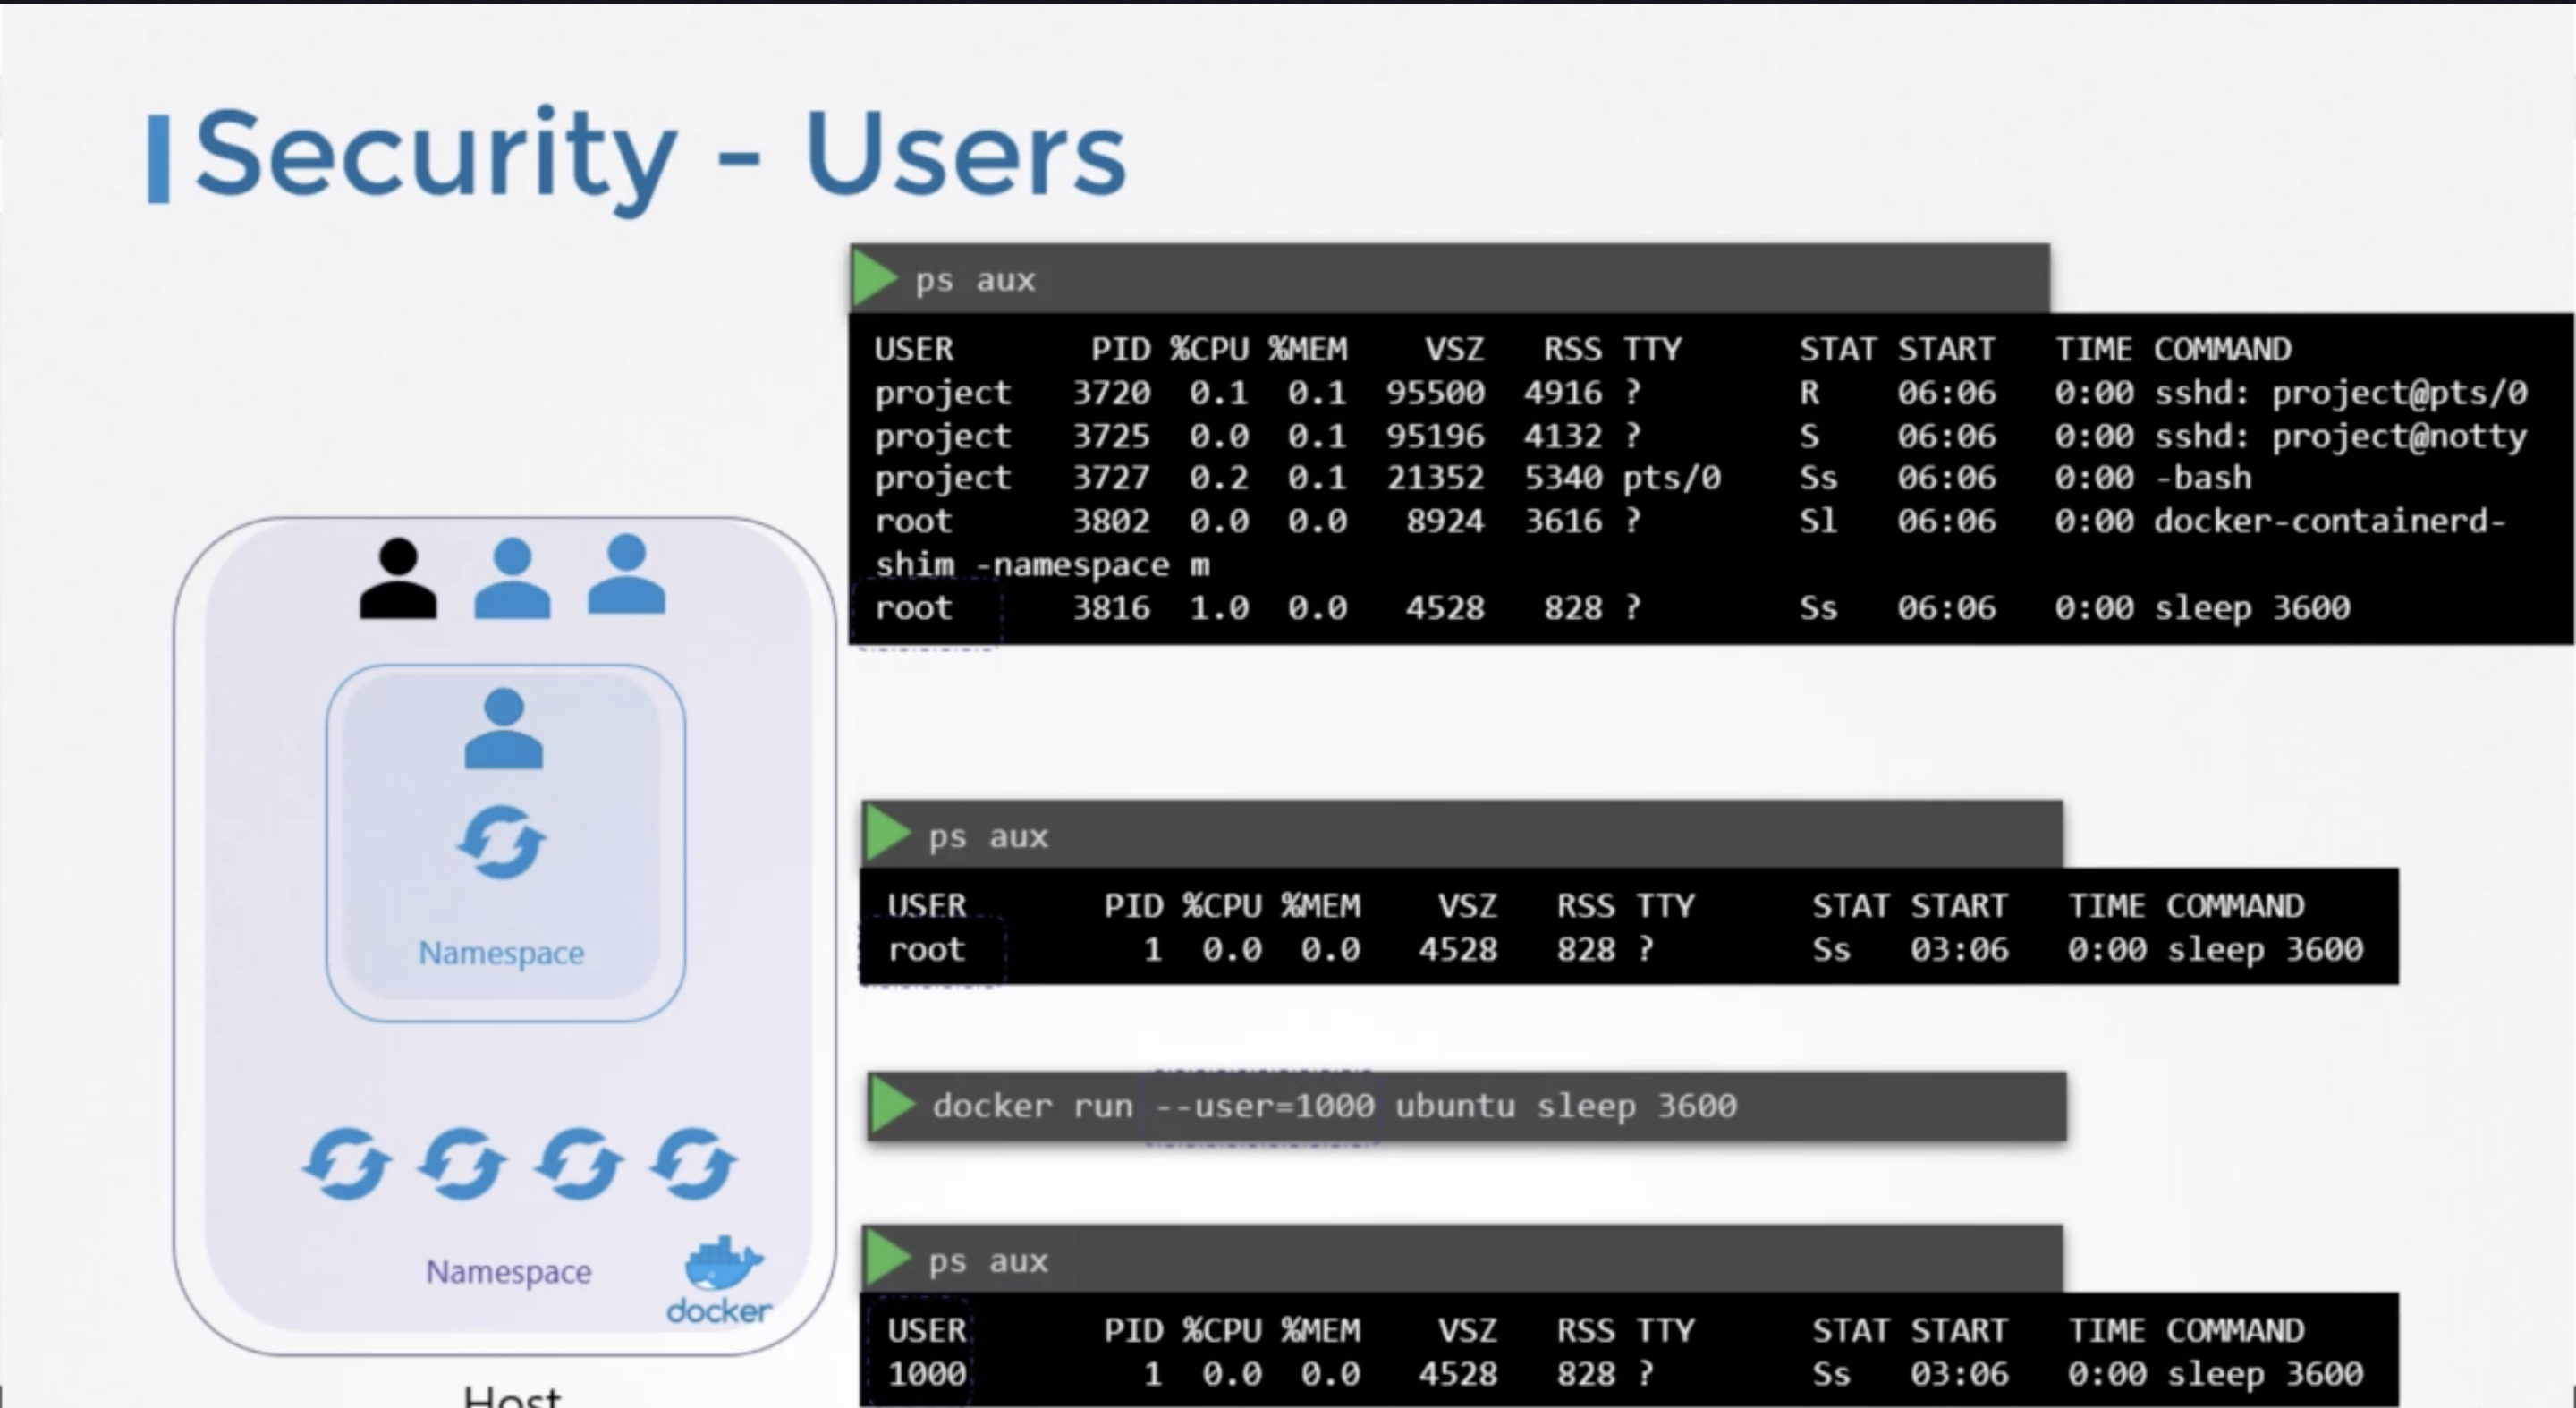 Security - Users
ps aux
USER PID %CPU %MEM VSZ RSS TTY STAT START TIME COMMAND
project 3720 0.1 0.1 95500 4916 ? R 06:06 0:00 sshd: project@pts/0
project 3725 0.0 0.1 95196 4132 ? S 06:06 0:00 sshd: project@notty
project 3727 0.2 0.1 21352 5340 pts/0 Ss 06:06 0:00 -bash
root 3802 0.0 0.0 8924 3616 ? Sl 06:06 0:00 docker-containerd-
shim -namespace m
root 3816 1.0 0.0 4528 828 ? Ss 06:06 0:00 sleep 3600
Namespace
Namespace
docker
Host
ps aux
USER PID %CPU %MEM VSZ RSS TTY STAT START TIME COMMAND
root 1 0.0 0.0 4528 828 ? Ss 03:06 0:00 sleep 3600
docker run --user=1000 ubuntu sleep 3600
ps aux
USER PID %CPU %MEM VSZ RSS TTY STAT START TIME COMMAND
1000 1 0.0 0.0 4528 828 ? Ss 03:06 0:00 sleep 3600